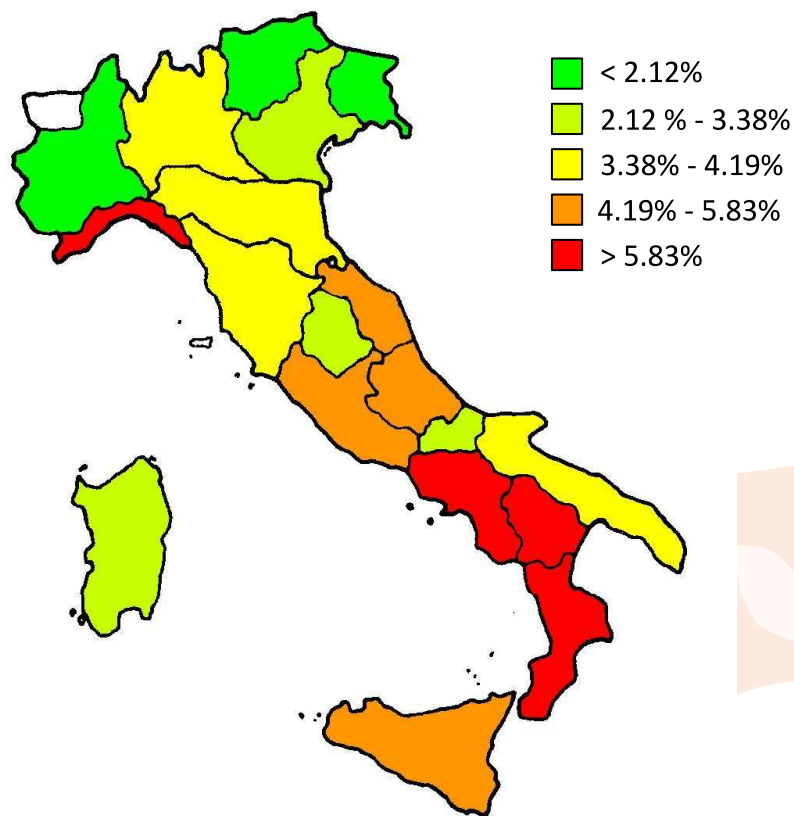 < 2.12%
2.12 % - 3.38%
3.38% - 4.19%
4.19% - 5.83%
> 5.83%